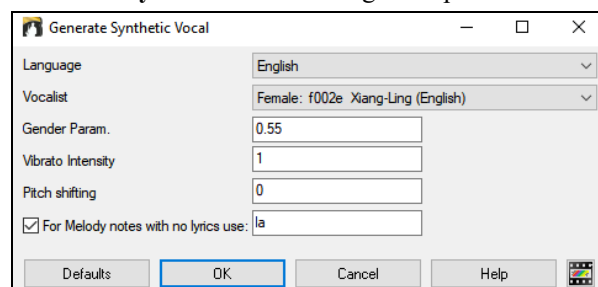 Generate Synthetic Vocal
Language English
Vocalist Female: f002e Xiang-Ling (English)
Gender Param. 0.55
Vibrato Intensity 1
Pitch shifting 0
For Melody notes with no lyrics use: la
Defaults OK Cancel Help